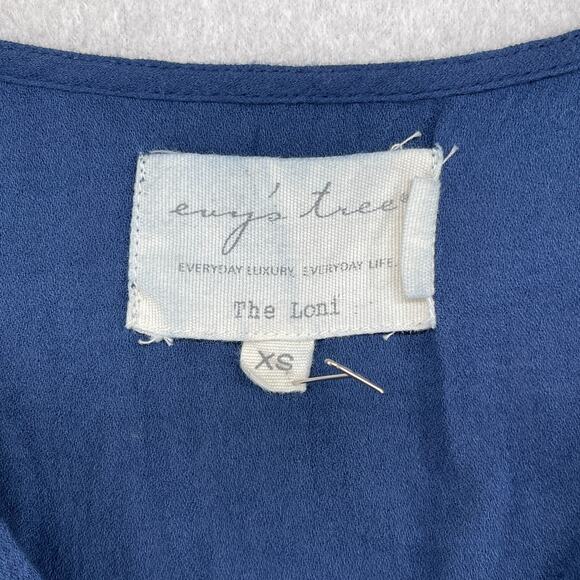 evy's tree®
EVERYDAY LUXURY. EVERYDAY LIFE.
The Loni
XS